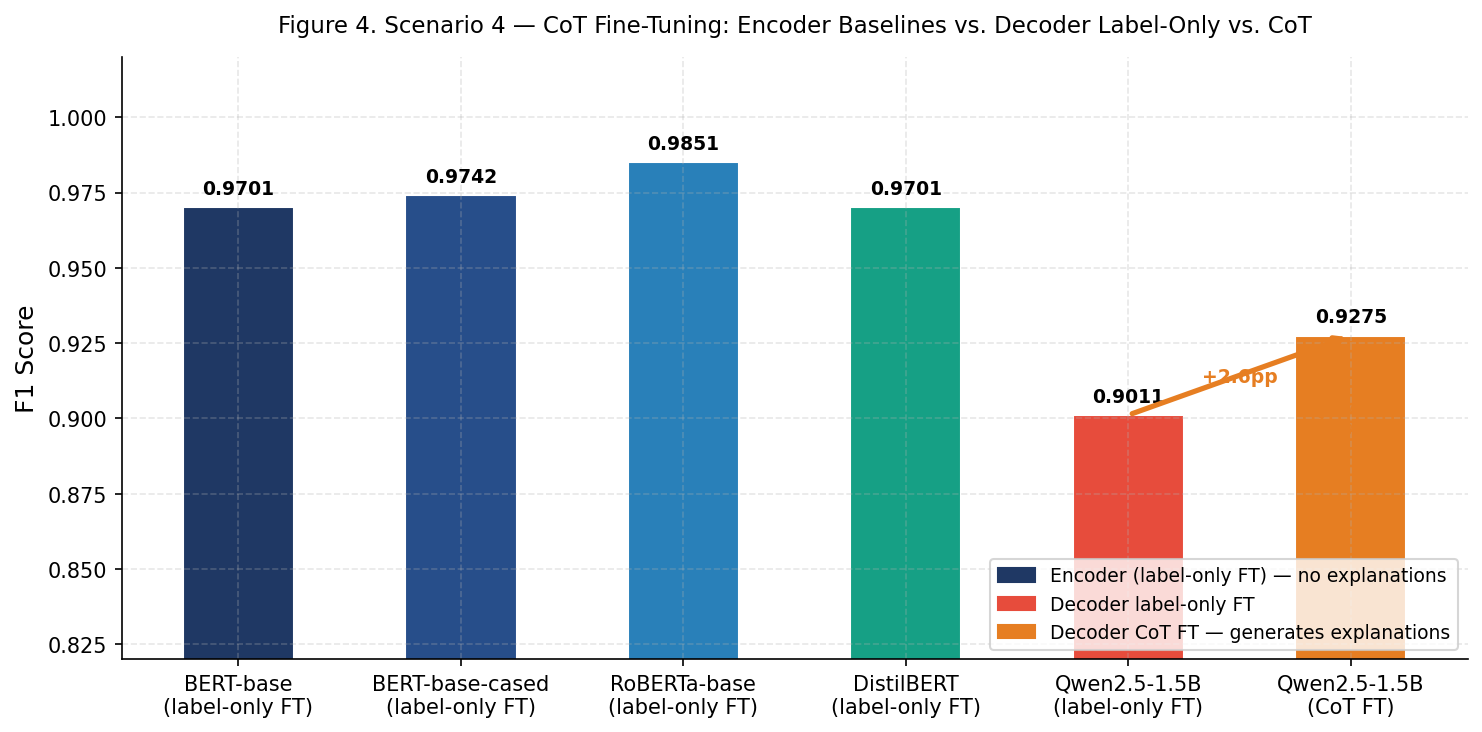 Figure 4. Scenario 4 — CoT Fine-Tuning: Encoder Baselines vs. Decoder Label-Only vs. CoT
F1 Score
1.000
0.975
0.950
0.925
0.900
0.875
0.850
0.825
0.9701
0.9742
0.9851
0.9701
0.9011
0.9275
+2.6pp
Encoder (label-only FT) — no explanations
Decoder label-only FT
Decoder CoT FT — generates explanations
BERT-base
(label-only FT)
BERT-base-cased
(label-only FT)
RoBERTa-base
(label-only FT)
DistilBERT
(label-only FT)
Qwen2.5-1.5B
(label-only FT)
Qwen2.5-1.5B
(CoT FT)